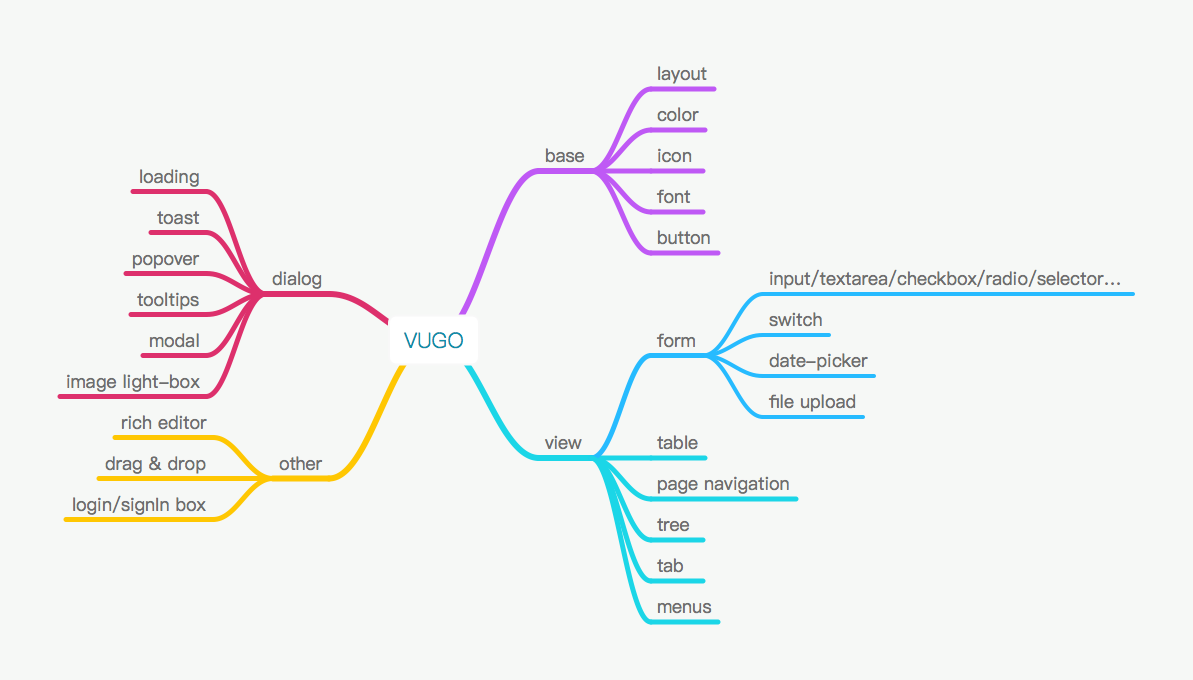 VUGO
base
layout
color
icon
font
button
view
form
input/textarea/checkbox/radio/selector...
switch
date-picker
file upload
table
page navigation
tree
tab
menus
dialog
loading
toast
popover
tooltips
modal
image light-box
other
rich editor
drag & drop
login/signIn box